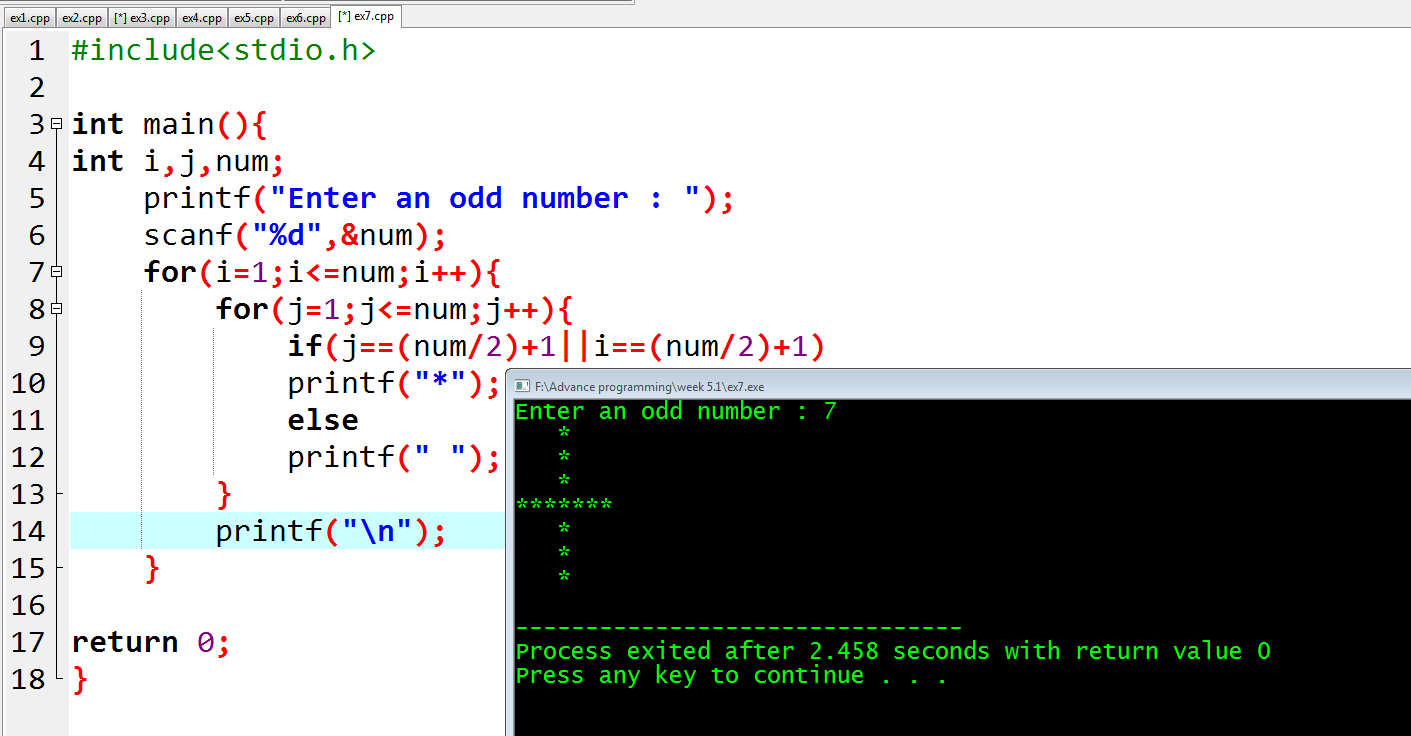 ex1.cpp ex2.cpp [*] ex3.cpp ex4.cpp ex5.cpp ex6.cpp [*] ex7.cpp
1 #include<stdio.h>
2
3 int main(){
4 int i,j,num;
5     printf("Enter an odd number : ");
6     scanf("%d",&num);
7     for(i=1;i<=num;i++){
8         for(j=1;j<=num;j++){
9             if(j==(num/2)+1||i==(num/2)+1)
10             printf("*");
11             else
12             printf(" ");
13         }
14         printf("\n");
15     }
16
17 return 0;
18 }
F:\Advance programming\week 5.1\ex7.exe
Enter an odd number : 7
   *
   *
   *
*******
   *
   *
   *
--------------------------------
Process exited after 2.458 seconds with return value 0
Press any key to continue . . .